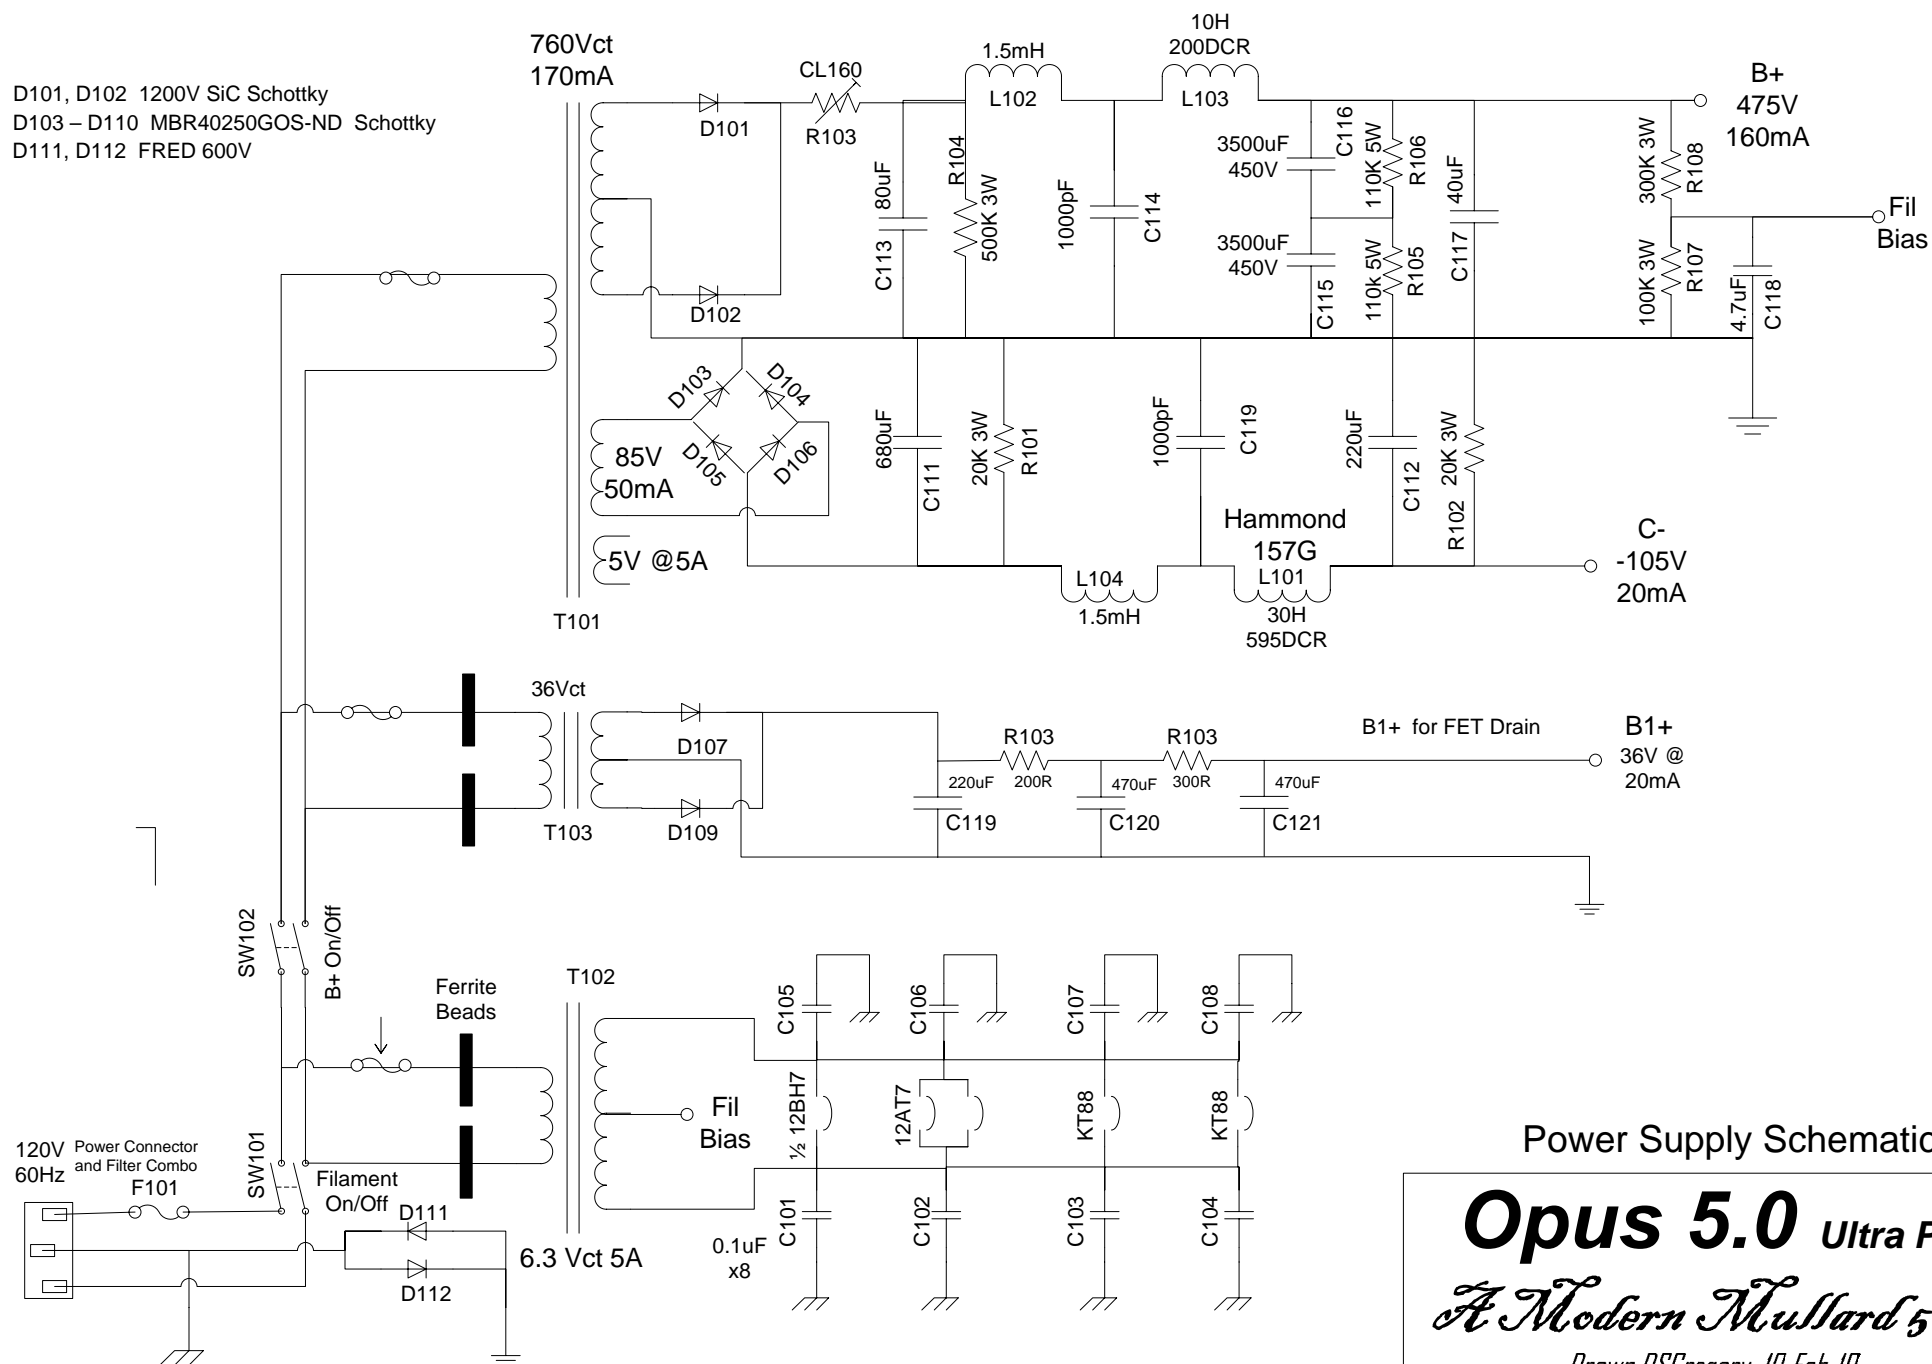 D101, D102 1200V SiC Schottky
D103 – D110 MBR40250GOS-ND Schottky
D111, D112 FRED 600V
760Vct
170mA
D101
D102
CL160
R103
80uF
C113
R104
500K 3W
1.5mH
L102
1000pF
C114
10H
200DCR
L103
3500uF
450V
C116
3500uF
450V
C115
110K 5W
R106
110k 5W
R105
40uF
C117
B+
475V
160mA
300K 3W
R108
100K 3W
R107
Fil
Bias
4.7uF
C118
D103
D104
D105
D106
85V
50mA
5V @5A
T101
680uF
C111
20K 3W
R101
1000pF
C119
220uF
C112
20K 3W
R102
L104
1.5mH
Hammond
157G
L101
30H
595DCR
C-
-105V
20mA
36Vct
T103
D107
D109
220uF
C119
R103
200R
470uF
C120
R103
300R
470uF
C121
B1+ for FET Drain
B1+
36V @
20mA
SW102
B+ On/Off
Ferrite
Beads
T102
Fil
Bias
6.3 Vct 5A
C105
C106
C107
C108
½ 12BH7
12AT7
KT88
KT88
0.1uF
x8
C101
C102
C103
C104
120V
60Hz
Power Connector
and Filter Combo
F101
SW101
Filament
On/Off
D111
D112
Power Supply Schematic
Opus 5.0 Ultra
A Modern Mullard 5